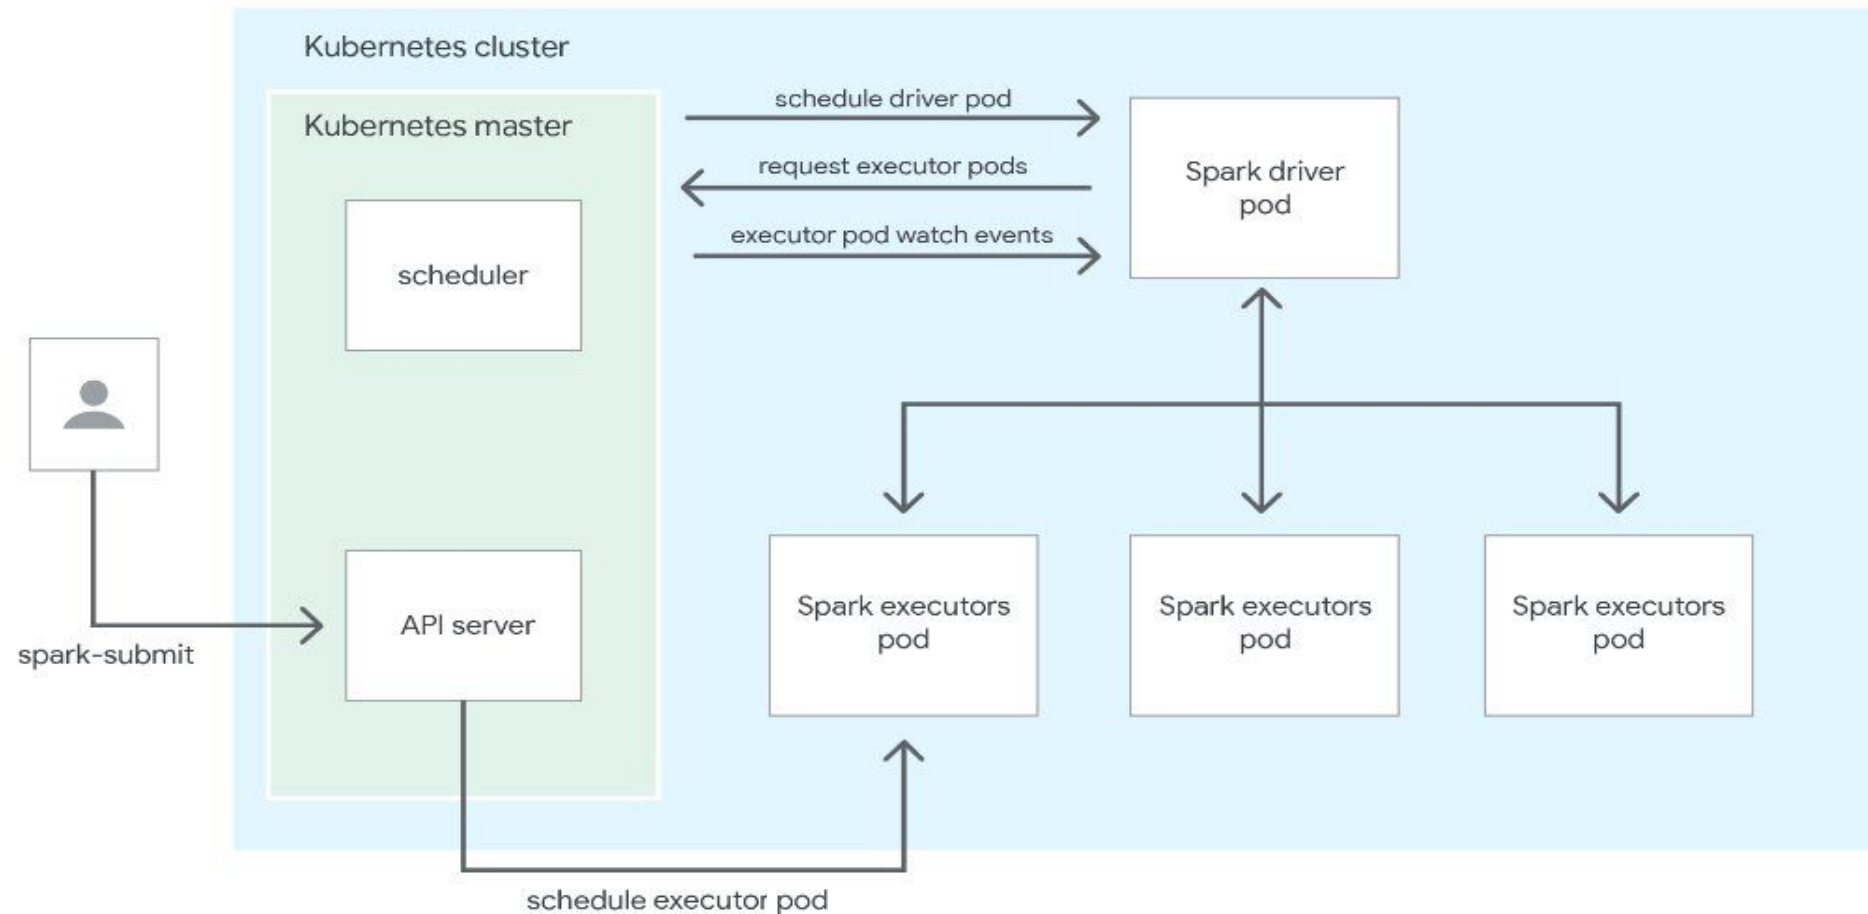 Kubernetes cluster
Kubernetes master
schedule driver pod
request executor pods
executor pod watch events
Spark driver
pod
scheduler
API server
spark-submit
Spark executors
pod
Spark executors
pod
Spark executors
pod
schedule executor pod